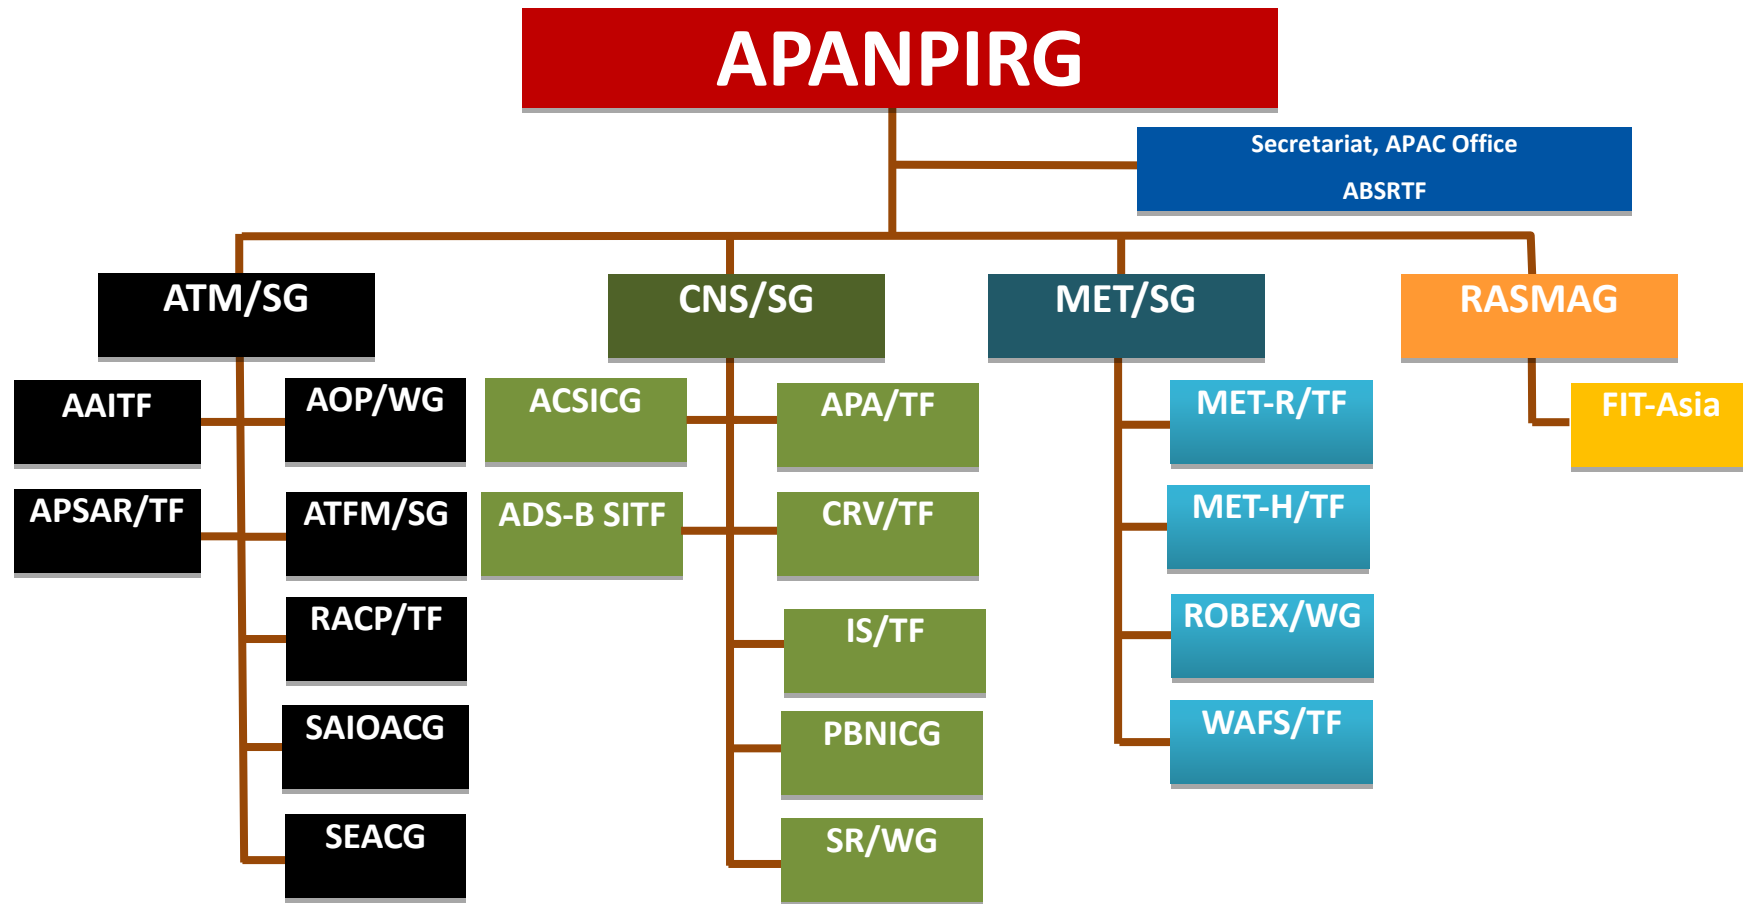 APANPIRG
Secretariat, APAC Office
ABSRTF
ATM/SG
CNS/SG
MET/SG
RASMAG
AAITF
AOP/WG
ACSICG
APA/TF
MET-R/TF
FIT-Asia
APSAR/TF
ATFM/SG
ADS-B SITF
CRV/TF
MET-H/TF
RACP/TF
IS/TF
ROBEX/WG
SAIOACG
PBNICG
WAFS/TF
SEACG
SR/WG